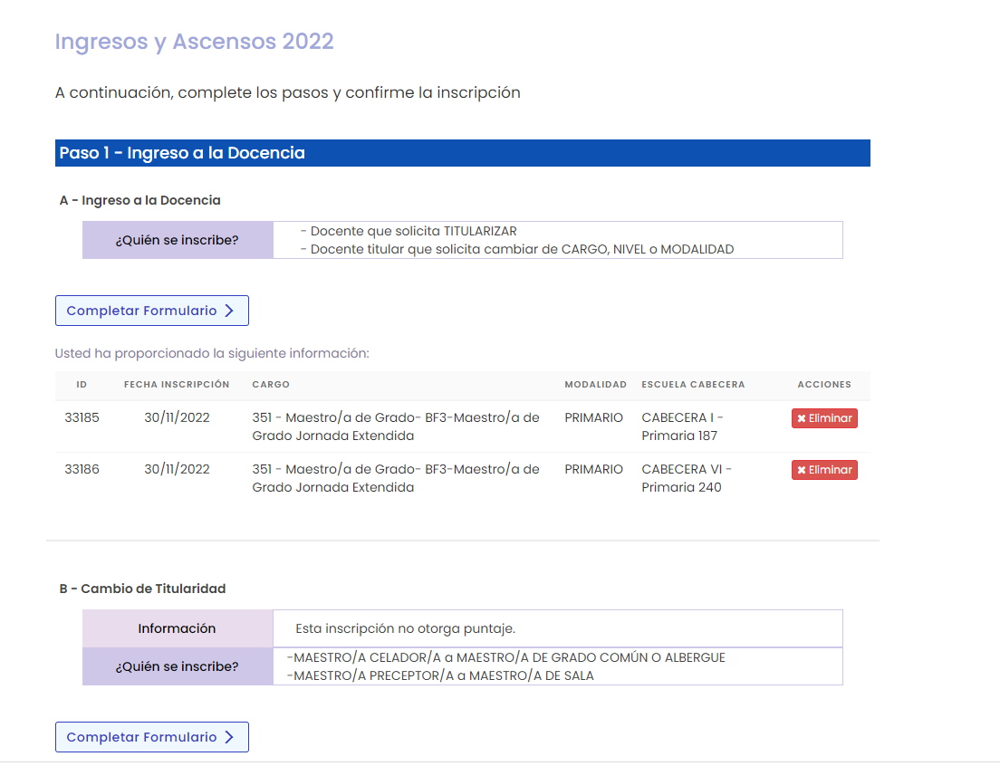 Ingresos y Ascensos 2022
A continuación, complete los pasos y confirme la inscripción
Paso 1 - Ingreso a la Docencia
A - Ingreso a la Docencia
¿Quién se inscribe?
- Docente que solicita TITULARIZAR
- Docente titular que solicita cambiar de CARGO, NIVEL o MODALIDAD
Completar Formulario
Usted ha proporcionado la siguiente información:
ID FECHA INSCRIPCIÓN CARGO MODALIDAD ESCUELA CABECERA ACCIONES
33185 30/11/2022 351 - Maestro/a de Grado- BF3-Maestro/a de PRIMARIO CABECERA I - Eliminar
Grado Jornada Extendida Primaria 187
33186 30/11/2022 351 - Maestro/a de Grado- BF3-Maestro/a de PRIMARIO CABECERA VI - Eliminar
Grado Jornada Extendida Primaria 240
B - Cambio de Titularidad
Información Esta inscripción no otorga puntaje.
¿Quién se inscribe?
-MAESTRO/A CELADOR/A a MAESTRO/A DE GRADO COMÚN O ALBERGUE
-MAESTRO/A PRECEPTOR/A a MAESTRO/A DE SALA
Completar Formulario